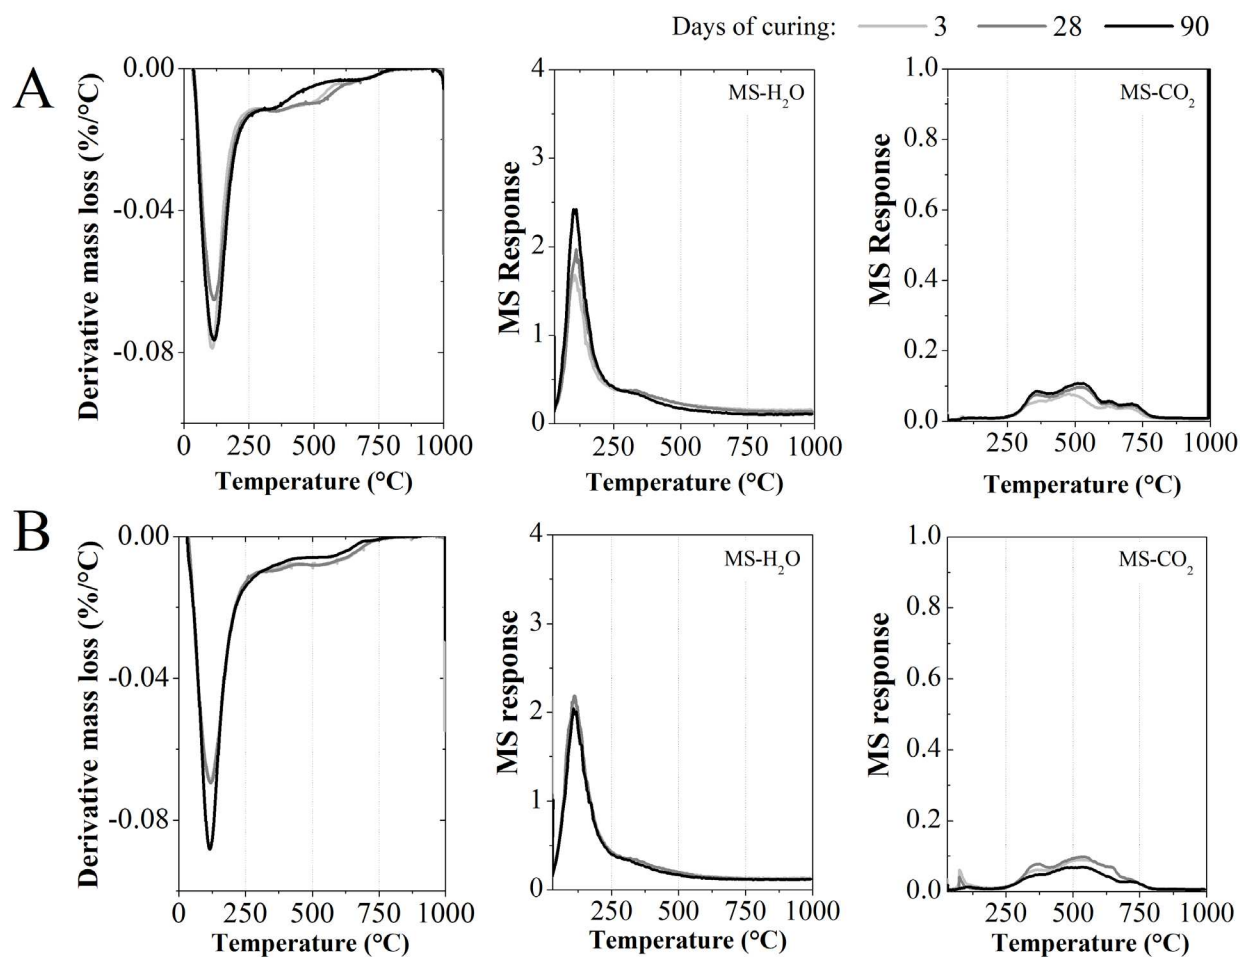 Days of curing: 3 28 90
A
Derivative mass loss (%/°C)
0.00
-0.04
-0.08
0 250 500 750 1000
Temperature (°C)
MS-H₂O
MS Response
4
3
2
1
0
250 500 750 1000
Temperature (°C)
MS-CO₂
MS Response
1.0
0.8
0.6
0.4
0.2
0.0
250 500 750 1000
Temperature (°C)
B
Derivative mass loss (%/°C)
0.00
-0.04
-0.08
0 250 500 750 1000
Temperature (°C)
MS-H₂O
MS response
4
3
2
1
0
250 500 750 1000
Temperature (°C)
MS-CO₂
MS response
1.0
0.8
0.6
0.4
0.2
0.0
250 500 750 1000
Temperature (°C)